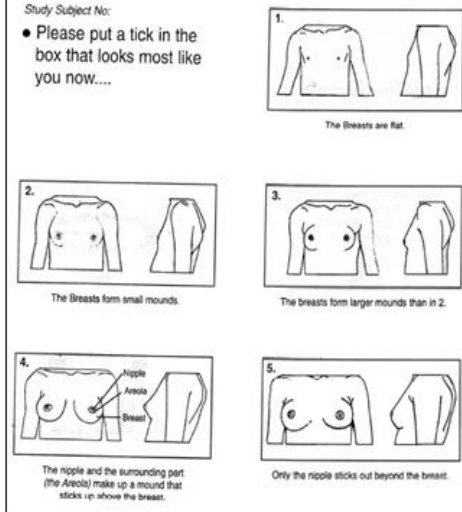 Study Subject No:
• Please put a tick in the
box that looks most like
you now....
1.
The Breasts are flat.
2.
The Breasts form small mounds.
3.
The breasts form larger mounds than in 2.
4.
Nipple
Areola
Breast
The nipple and the surrounding part
(the Areola) make up a mound that
sticks up above the breast.
5.
Only the nipple sticks out beyond the breast.